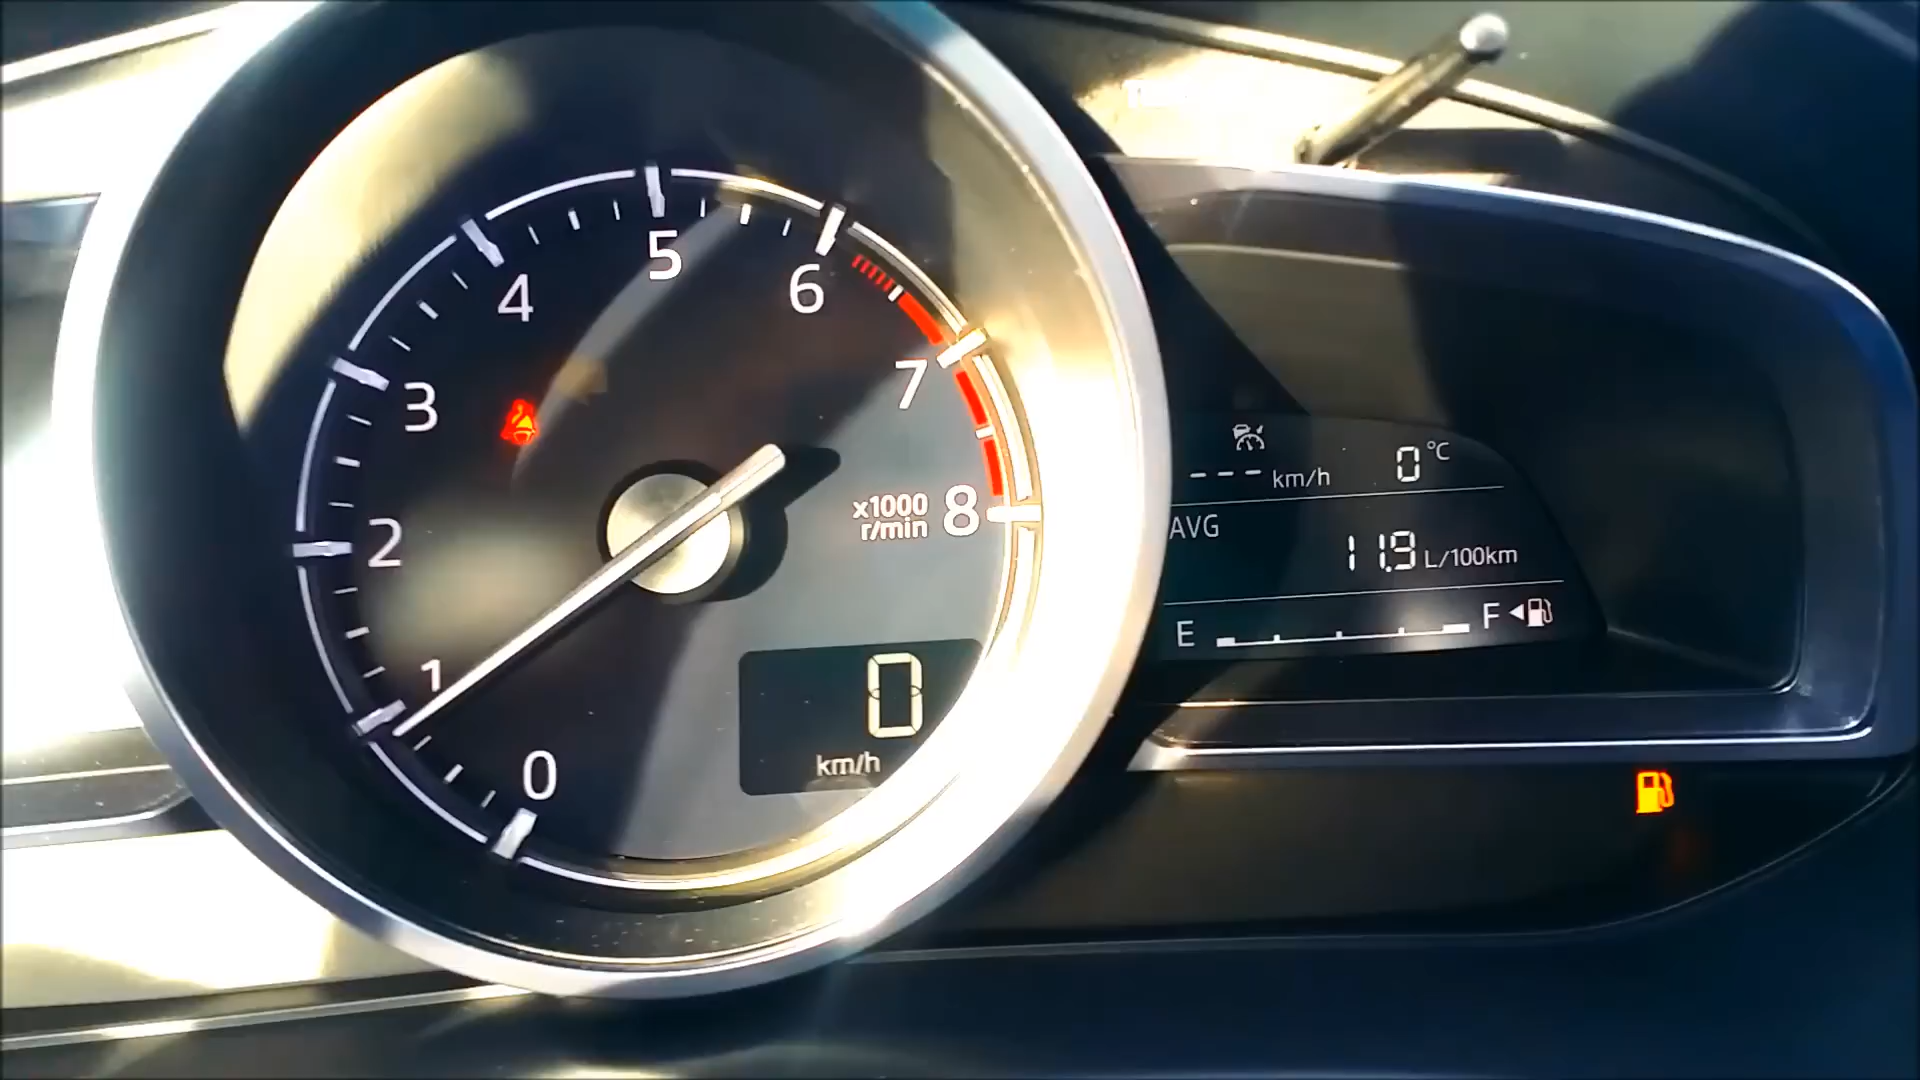 5
4
6
3
7
2
x1000
r/min
8
1
0
0
km/h
--- km/h
0 °C
AVG
11.9 L/100km
E
F